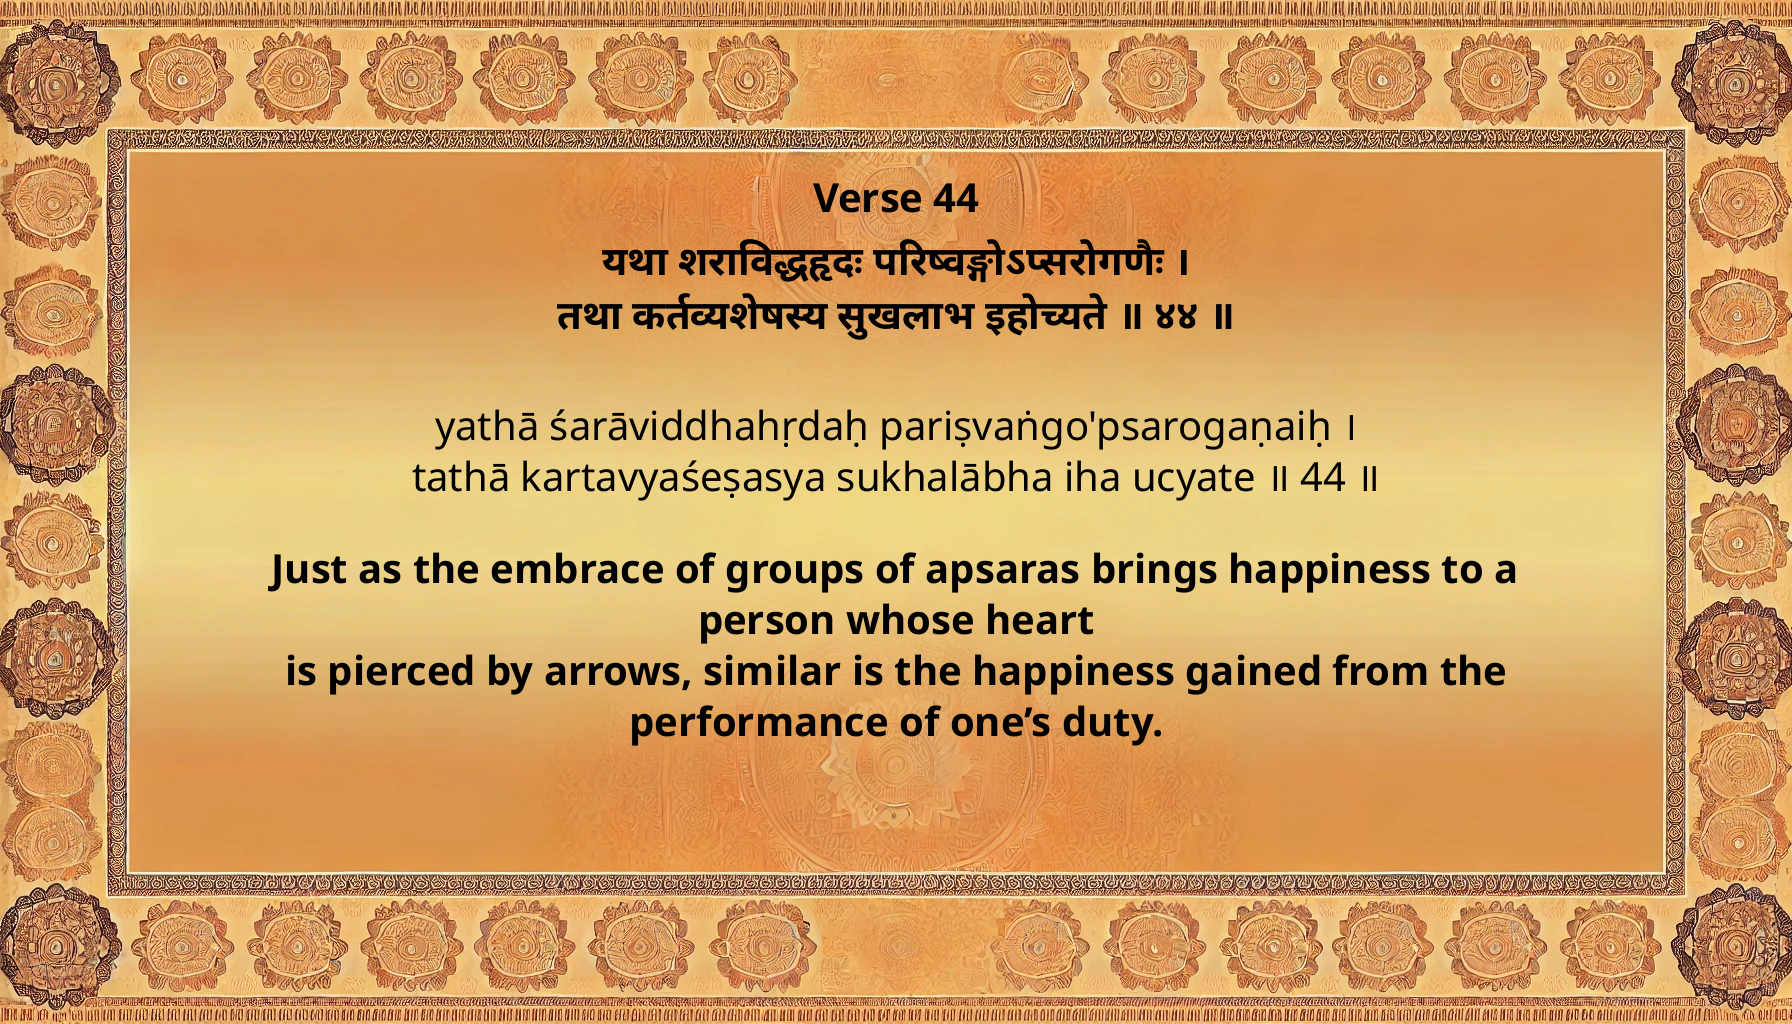 Verse 44
यथा शराविद्धहृदः परिष्वङ्गोऽप्सरोगणैः ।
तथा कर्तव्यशेषस्य सुखलाभ इहोच्यते ॥ ४४ ॥
yathā śarāviddhahṛdaḥ pariṣvaṅgo'psarogaṇaiḥ ।
tathā kartavyaśeṣasya sukhalābha iha ucyate ॥ 44 ॥
Just as the embrace of groups of apsaras brings happiness to a
person whose heart
is pierced by arrows, similar is the happiness gained from the
performance of one’s duty.